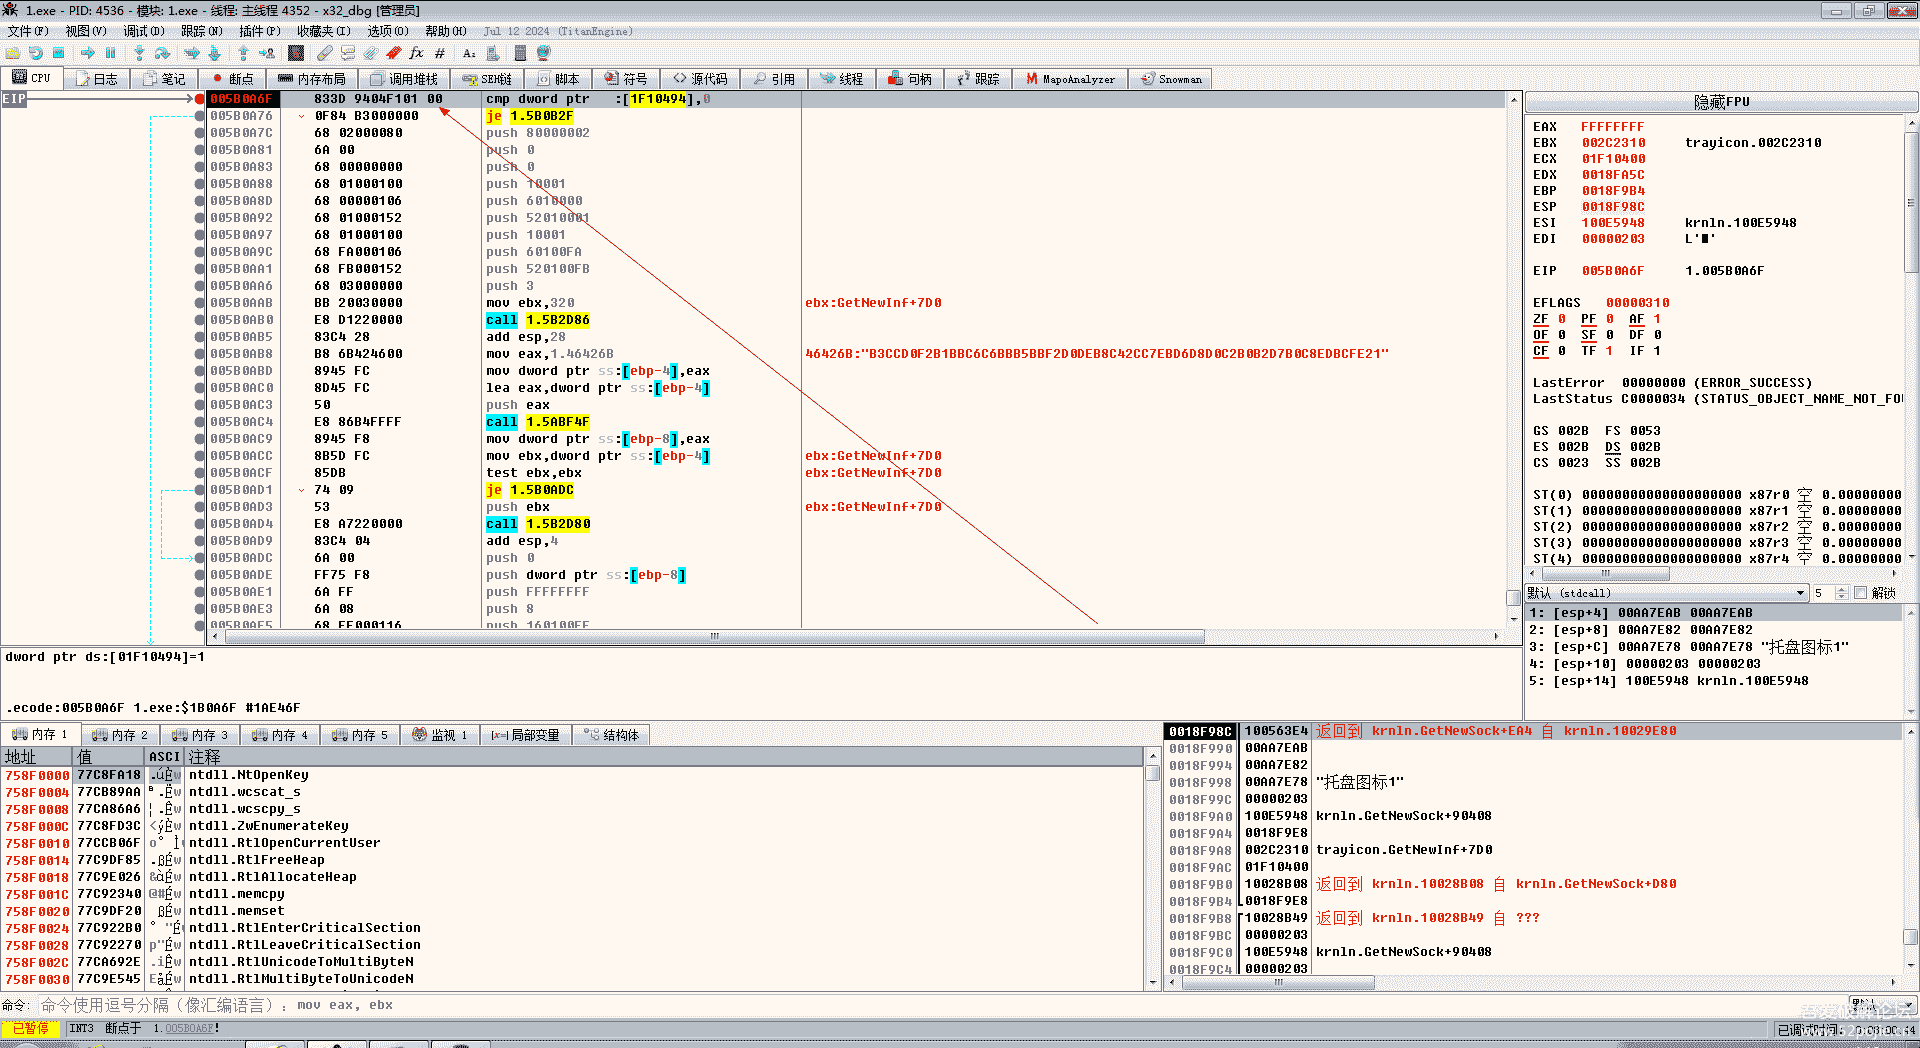 1.exe - PID: 4536 - 模块: 1.exe - 线程: 主线程 4352 - x32_dbg [管理员]
文件(F) 视图(V) 调试(D) 跟踪(N) 插件(P) 收藏夹(I) 选项(O) 帮助(H) Jul 12 2024 (TitanEngine)
CPU 日志 笔记 断点 内存布局 调用堆栈 SEH链 脚本 符号 源代码 引用 线程 句柄 跟踪 MapoAnalyzer Snowman
EIP 005B0A6F 833D 9404F101 00 cmp dword ptr :[1F10494],0
005B0A76 0F84 B3000000 je 1.5B0B2F
005B0A7C 68 02000080 push 80000002
005B0A81 6A 00 push 0
005B0A83 68 00000000 push 0
005B0A88 68 01000100 push 10001
005B0A8D 68 00000106 push 6010000
005B0A92 68 01000152 push 52010001
005B0A97 68 01000100 push 10001
005B0A9C 68 FA000106 push 60100FA
005B0AA1 68 FB000152 push 520100FB
005B0AA6 68 03000000 push 3
005B0AAB BB 20030000 mov ebx,320 ebx:GetNewInf+7D0
005B0AB0 E8 D1220000 call 1.5B2D86
005B0AB5 83C4 28 add esp,28
005B0AB8 B8 6B424600 mov eax,1.46426B 46426B:"B3CCD0F2B1BBC6C6BBB5BBF2D0DEB8C42CC7EBD6D8D0C2B0B2D7B0C8EDBCFE21"
005B0ABD 8945 FC mov dword ptr ss:[ebp-4],eax
005B0AC0 8D45 FC lea eax,dword ptr ss:[ebp-4]
005B0AC3 50 push eax
005B0AC4 E8 86B4FFFF call 1.5ABF4F
005B0AC9 8945 F8 mov dword ptr ss:[ebp-8],eax
005B0ACC 8B5D FC mov ebx,dword ptr ss:[ebp-4] ebx:GetNewInf+7D0
005B0ACF 85DB test ebx,ebx ebx:GetNewInf+7D0
005B0AD1 74 09 je 1.5B0ADC
005B0AD3 53 push ebx ebx:GetNewInf+7D0
005B0AD4 E8 A7220000 call 1.5B2D80
005B0AD9 83C4 04 add esp,4
005B0ADC 6A 00 push 0
005B0ADE FF75 F8 push dword ptr ss:[ebp-8]
005B0AE1 6A FF push FFFFFFFF
005B0AE3 6A 08 push 8
005B0AE5 68 FE000116 push 160100FE
dword ptr ds:[01F10494]=1
.ecode:005B0A6F 1.exe:$1B0A6F #1AE46F
隐藏FPU
EAX FFFFFFFF
EBX 002C2310 trayicon.002C2310
ECX 01F10400
EDX 0018FA5C
EBP 0018F9B4
ESP 0018F98C
ESI 100E5948 krnln.100E5948
EDI 00000203
EIP 005B0A6F 1.005B0A6F
EFLAGS 00000310
ZF 0 PF 0 AF 1
OF 0 SF 0 DF 0
CF 0 TF 1 IF 1
LastError 00000000 (ERROR_SUCCESS)
LastStatus C0000034 (STATUS_OBJECT_NAME_NOT_FOU
GS 002B FS 0053
ES 002B DS 002B
CS 0023 SS 002B
ST(0) 00000000000000000000 x87r0 空 0.00000000
ST(1) 00000000000000000000 x87r1 空 0.00000000
ST(2) 00000000000000000000 x87r2 空 0.00000000
ST(3) 00000000000000000000 x87r3 空 0.00000000
ST(4) 00000000000000000000 x87r4 空 0.00000000
默认 (stdcall) 5 解锁
1: [esp+4] 00AA7EAB 00AA7EAB
2: [esp+8] 00AA7E82 00AA7E82
3: [esp+C] 00AA7E78 00AA7E78 "托盘图标1"
4: [esp+10] 00000203 00000203
5: [esp+14] 100E5948 krnln.100E5948
内存 1 内存 2 内存 3 内存 4 内存 5 监视 1 局部变量 结构体
地址 值 ASCI 注释
758F0000 77C8FA18 ntdll.NtOpenKey
758F0004 77CB89AA ntdll.wcscat_s
758F0008 77CA86A6 ntdll.wcscpy_s
758F000C 77C8FD3C ntdll.ZwEnumerateKey
758F0010 77CCB06F ntdll.RtlOpenCurrentUser
758F0014 77C9DF85 ntdll.RtlFreeHeap
758F0018 77C9E026 ntdll.RtlAllocateHeap
758F001C 77C92340 ntdll.memcpy
758F0020 77C9DF20 ntdll.memset
758F0024 77C922B0 ntdll.RtlEnterCriticalSection
758F0028 77C92270 ntdll.RtlLeaveCriticalSection
758F002C 77CA692E ntdll.RtlUnicodeToMultiByteN
758F0030 77C9E545 ntdll.RtlMultiByteToUnicodeN
0018F98C 100563E4 返回到 krnln.GetNewSock+EA4 自 krnln.10029E80
0018F990 00AA7EAB
0018F994 00AA7E82
0018F998 00AA7E78 "托盘图标1"
0018F99C 00000203
0018F9A0 100E5948 krnln.GetNewSock+90408
0018F9A4 0018F9E8
0018F9A8 002C2310 trayicon.GetNewInf+7D0
0018F9AC 01F10400
0018F9B0 10028B08 返回到 krnln.10028B08 自 krnln.GetNewSock+D80
0018F9B4 0018F9E8
0018F9B8 10028B49 返回到 krnln.10028B49 自 ???
0018F9BC 00000203
0018F9C0 100E5948 krnln.GetNewSock+90408
0018F9C4 00000203
命令: 命令使用逗号分隔（像汇编语言）: mov eax, ebx
已暂停 INT3 断点于 1.005B0A6F!
已调试时间: